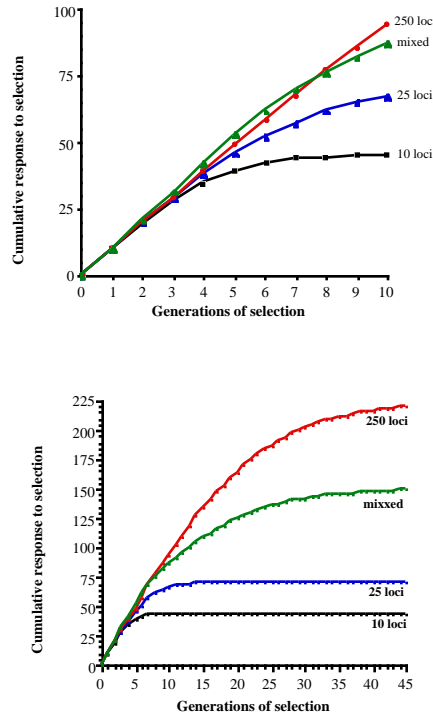 100
250 loci
mixed
75
25 loci
50
10 loci
25
0
0 1 2 3 4 5 6 7 8 9 10
Cumulative response to selection
Generations of selection
225
200
250 loci
175
150
mixxed
125
100
75
25 loci
50
10 loci
25
0
0 5 10 15 20 25 30 35 40 45
Cumulative response to selection
Generations of selection